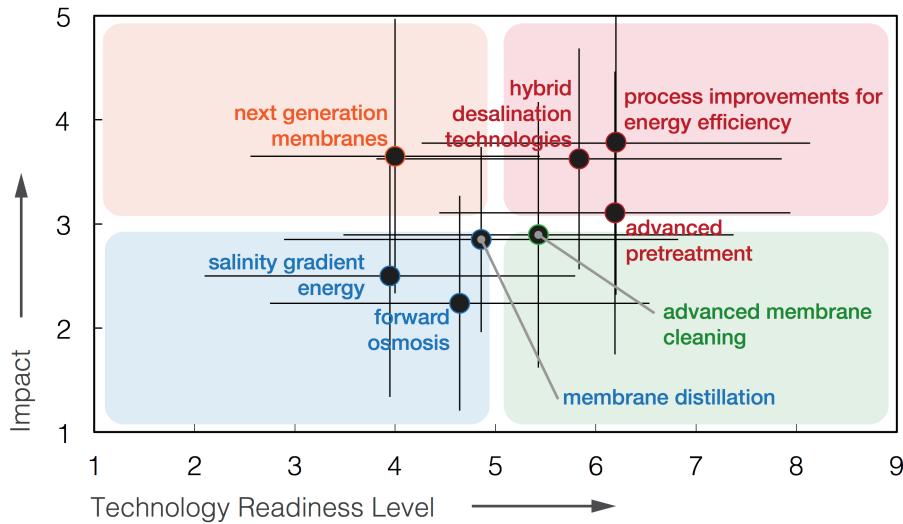 5
4
3
2
1
Impact
next generation
membranes
hybrid
desalination
technologies
process improvements for
energy efficiency
advanced
pretreatment
salinity gradient
energy
forward
osmosis
advanced membrane
cleaning
membrane distillation
1 2 3 4 5 6 7 8 9
Technology Readiness Level